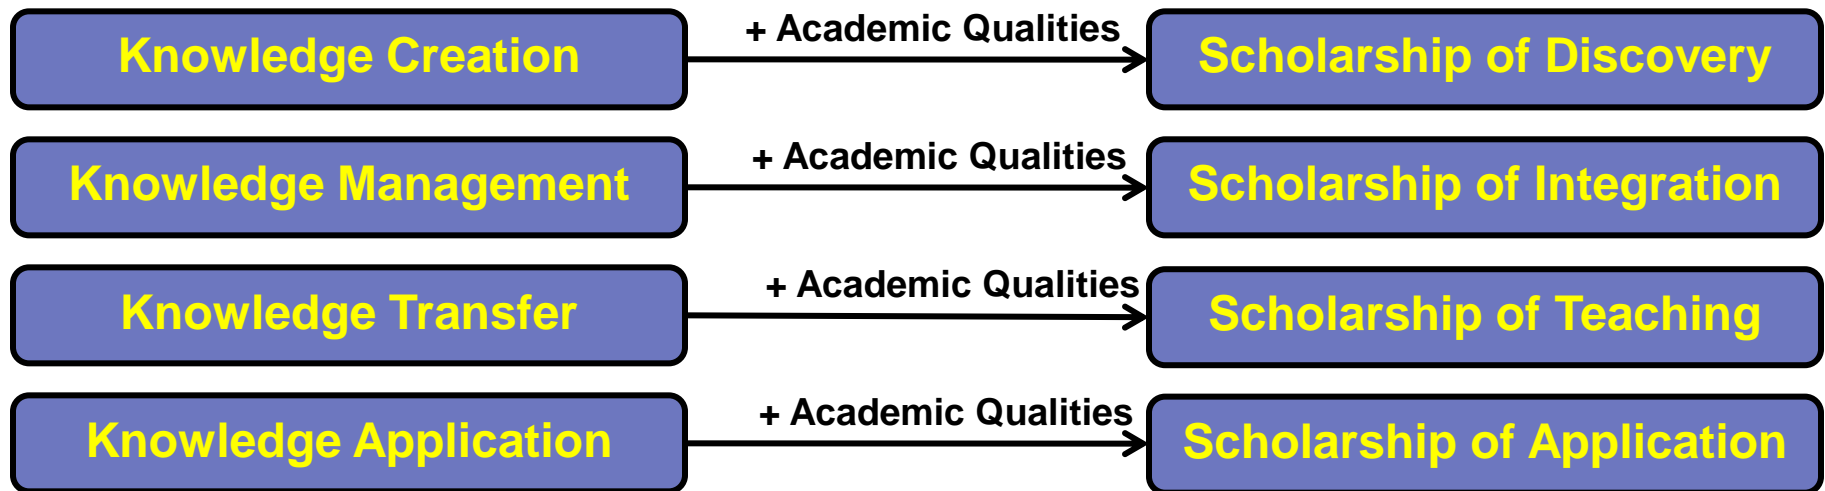 Knowledge Creation
+ Academic Qualities
Scholarship of Discovery
Knowledge Management
+ Academic Qualities
Scholarship of Integration
Knowledge Transfer
+ Academic Qualities
Scholarship of Teaching
Knowledge Application
+ Academic Qualities
Scholarship of Application